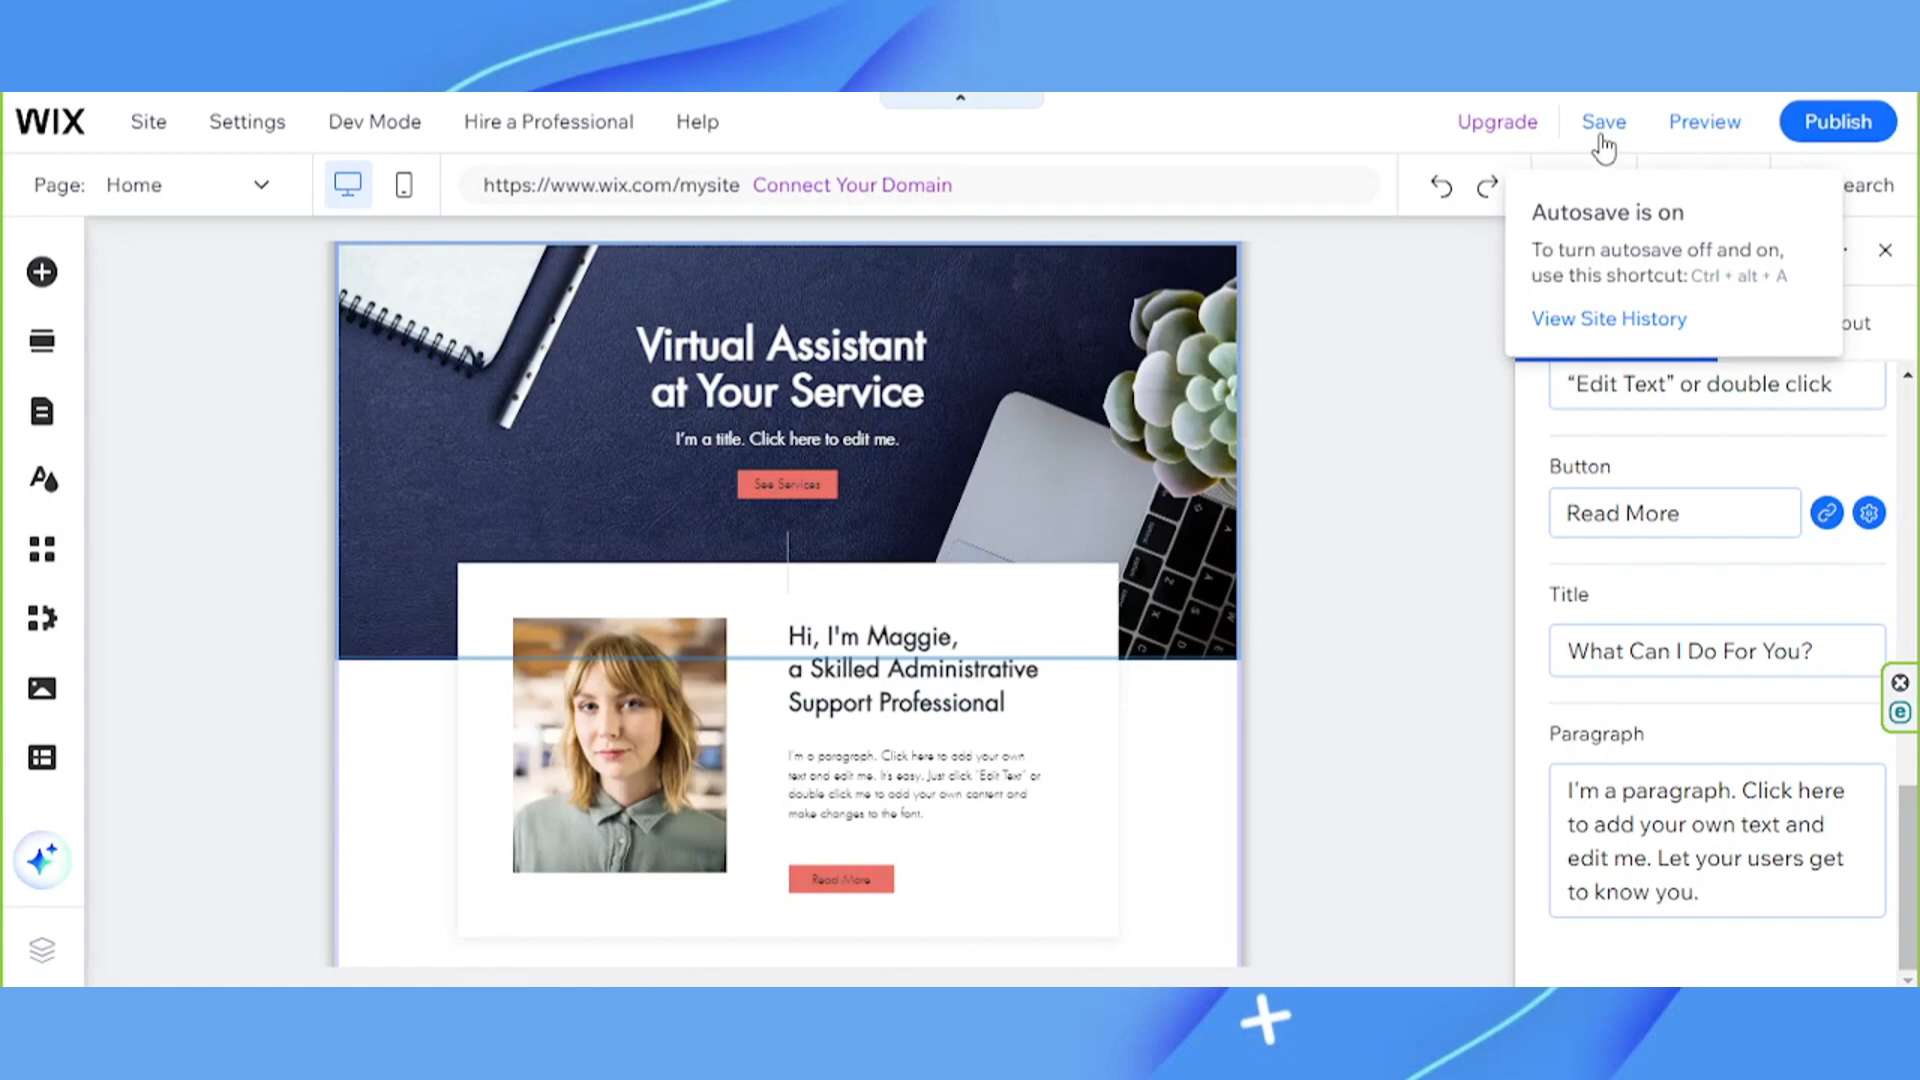 WIX
Site
Settings
Dev Mode
Hire a Professional
Help
Upgrade
Save
Preview
Publish
Page:
Home
https://www.wix.com/mysite Connect Your Domain
earch
Autosave is on
To turn autosave off and on,
use this shortcut: Ctrl + alt + A
View Site History
out
Virtual Assistant
at Your Service
I'm a title. Click here to edit me.
See Services
Hi, I'm Maggie,
a Skilled Administrative
Support Professional
I'm a paragraph. Click here to add your own
text and edit me. It's easy. Just click "Edit Text" or
double click me to add your own content and
make changes to the font.
Read More
“Edit Text” or double click
Button
Read More
Title
What Can I Do For You?
Paragraph
I'm a paragraph. Click here
to add your own text and
edit me. Let your users get
to know you.